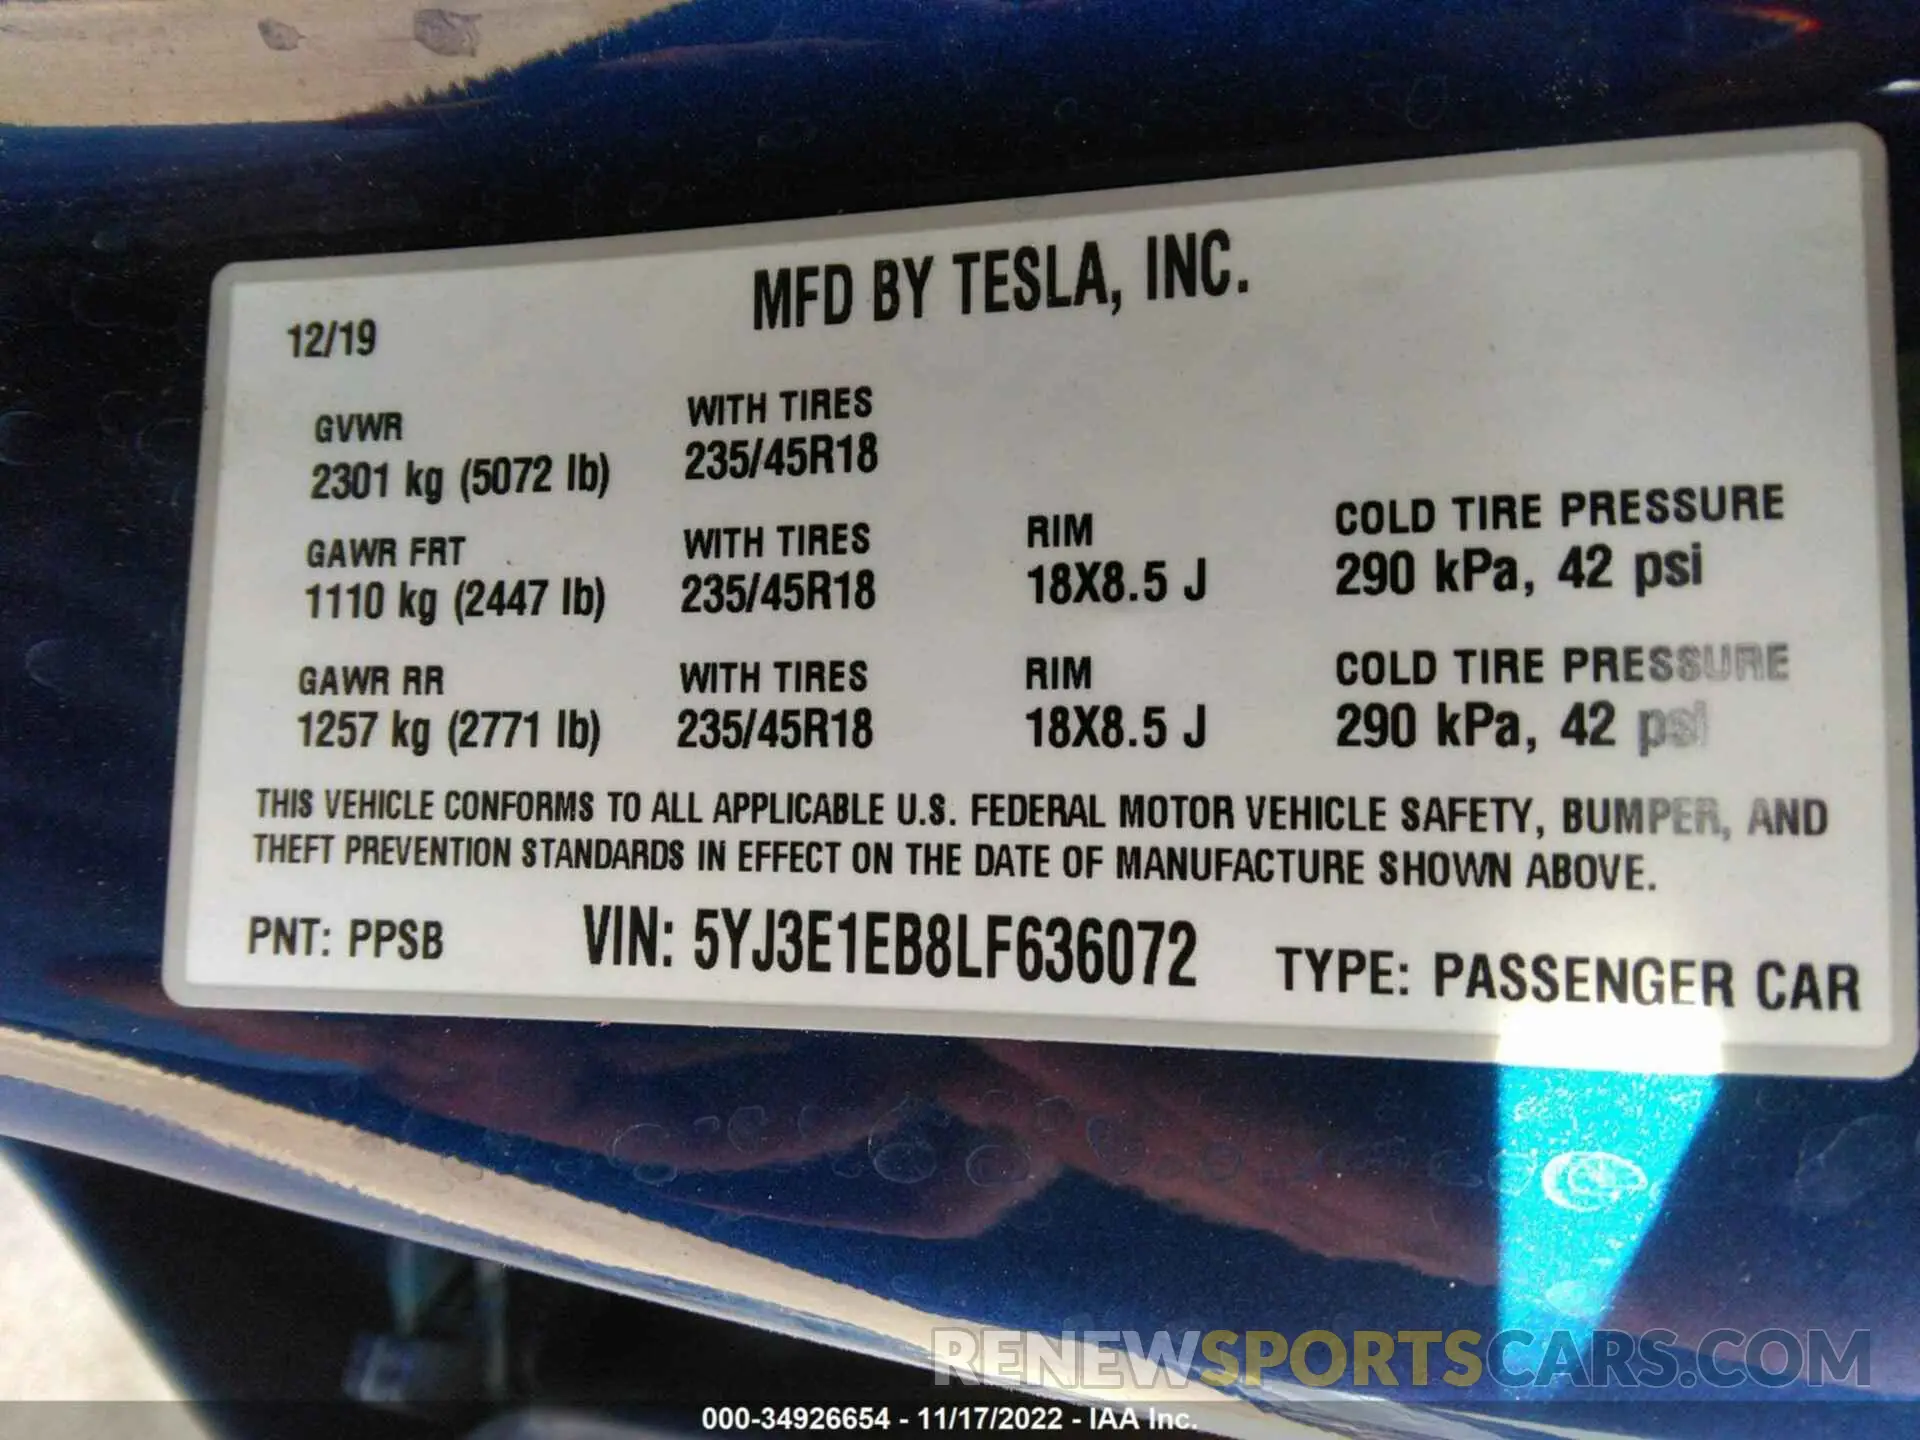 MFD BY TESLA, INC.
12/19
GVWR WITH TIRES
2301 kg (5072 lb) 235/45R18
GAWR FRT WITH TIRES RIM COLD TIRE PRESSURE
1110 kg (2447 lb) 235/45R18 18X8.5 J 290 kPa, 42 psi
GAWR RR WITH TIRES RIM COLD TIRE PRESSURE
1257 kg (2771 lb) 235/45R18 18X8.5 J 290 kPa, 42 psi
THIS VEHICLE CONFORMS TO ALL APPLICABLE U.S. FEDERAL MOTOR VEHICLE SAFETY, BUMPER, AND
THEFT PREVENTION STANDARDS IN EFFECT ON THE DATE OF MANUFACTURE SHOWN ABOVE.
PNT: PPSB VIN: 5YJ3E1EB8LF636072 TYPE: PASSENGER CAR
RENEWSPORTSCARS.COM
000-34926654 - 11/17/2022 - IAA Inc.